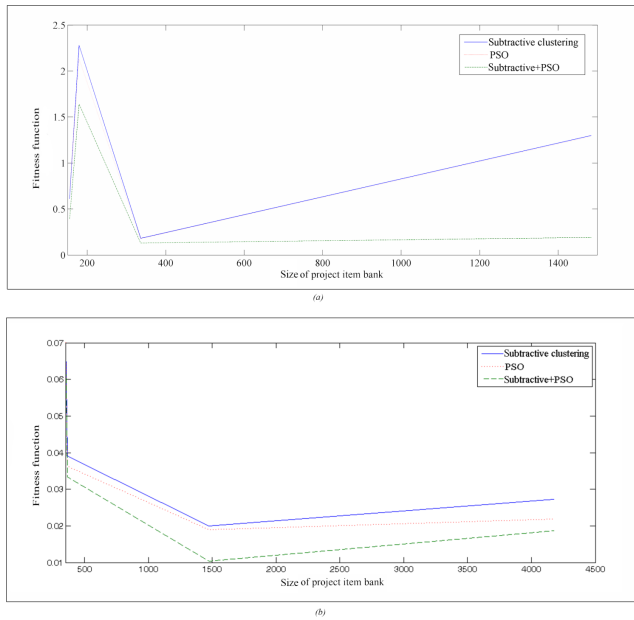 2.5
2
1.5
1
0.5
0
Fitness function
Subtractive clustering
PSO
Subtractive+PSO
200 400 600 800 1000 1200 1400
Size of project item bank
(a)
0.07
0.06
0.05
0.04
0.03
0.02
0.01
Fitness function
Subtractive clustering
PSO
Subtractive+PSO
500 1000 1500 2000 2500 3000 3500 4000 4500
Size of project item bank
(b)